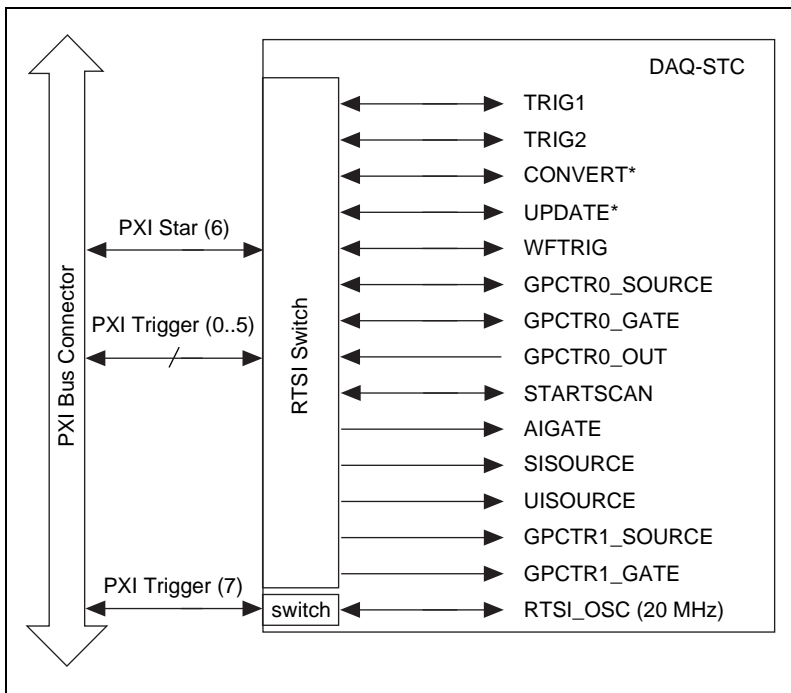 DAQ-STC
TRIG1
TRIG2
CONVERT*
UPDATE*
WFTRIG
GPCTR0_SOURCE
GPCTR0_GATE
GPCTR0_OUT
STARTSCAN
AIGATE
SISOURCE
UISOURCE
GPCTR1_SOURCE
GPCTR1_GATE
RTSI_OSC (20 MHz)
PXI Star (6)
PXI Trigger (0..5)
PXI Trigger (7)
PXI Bus Connector
RTSI Switch
switch